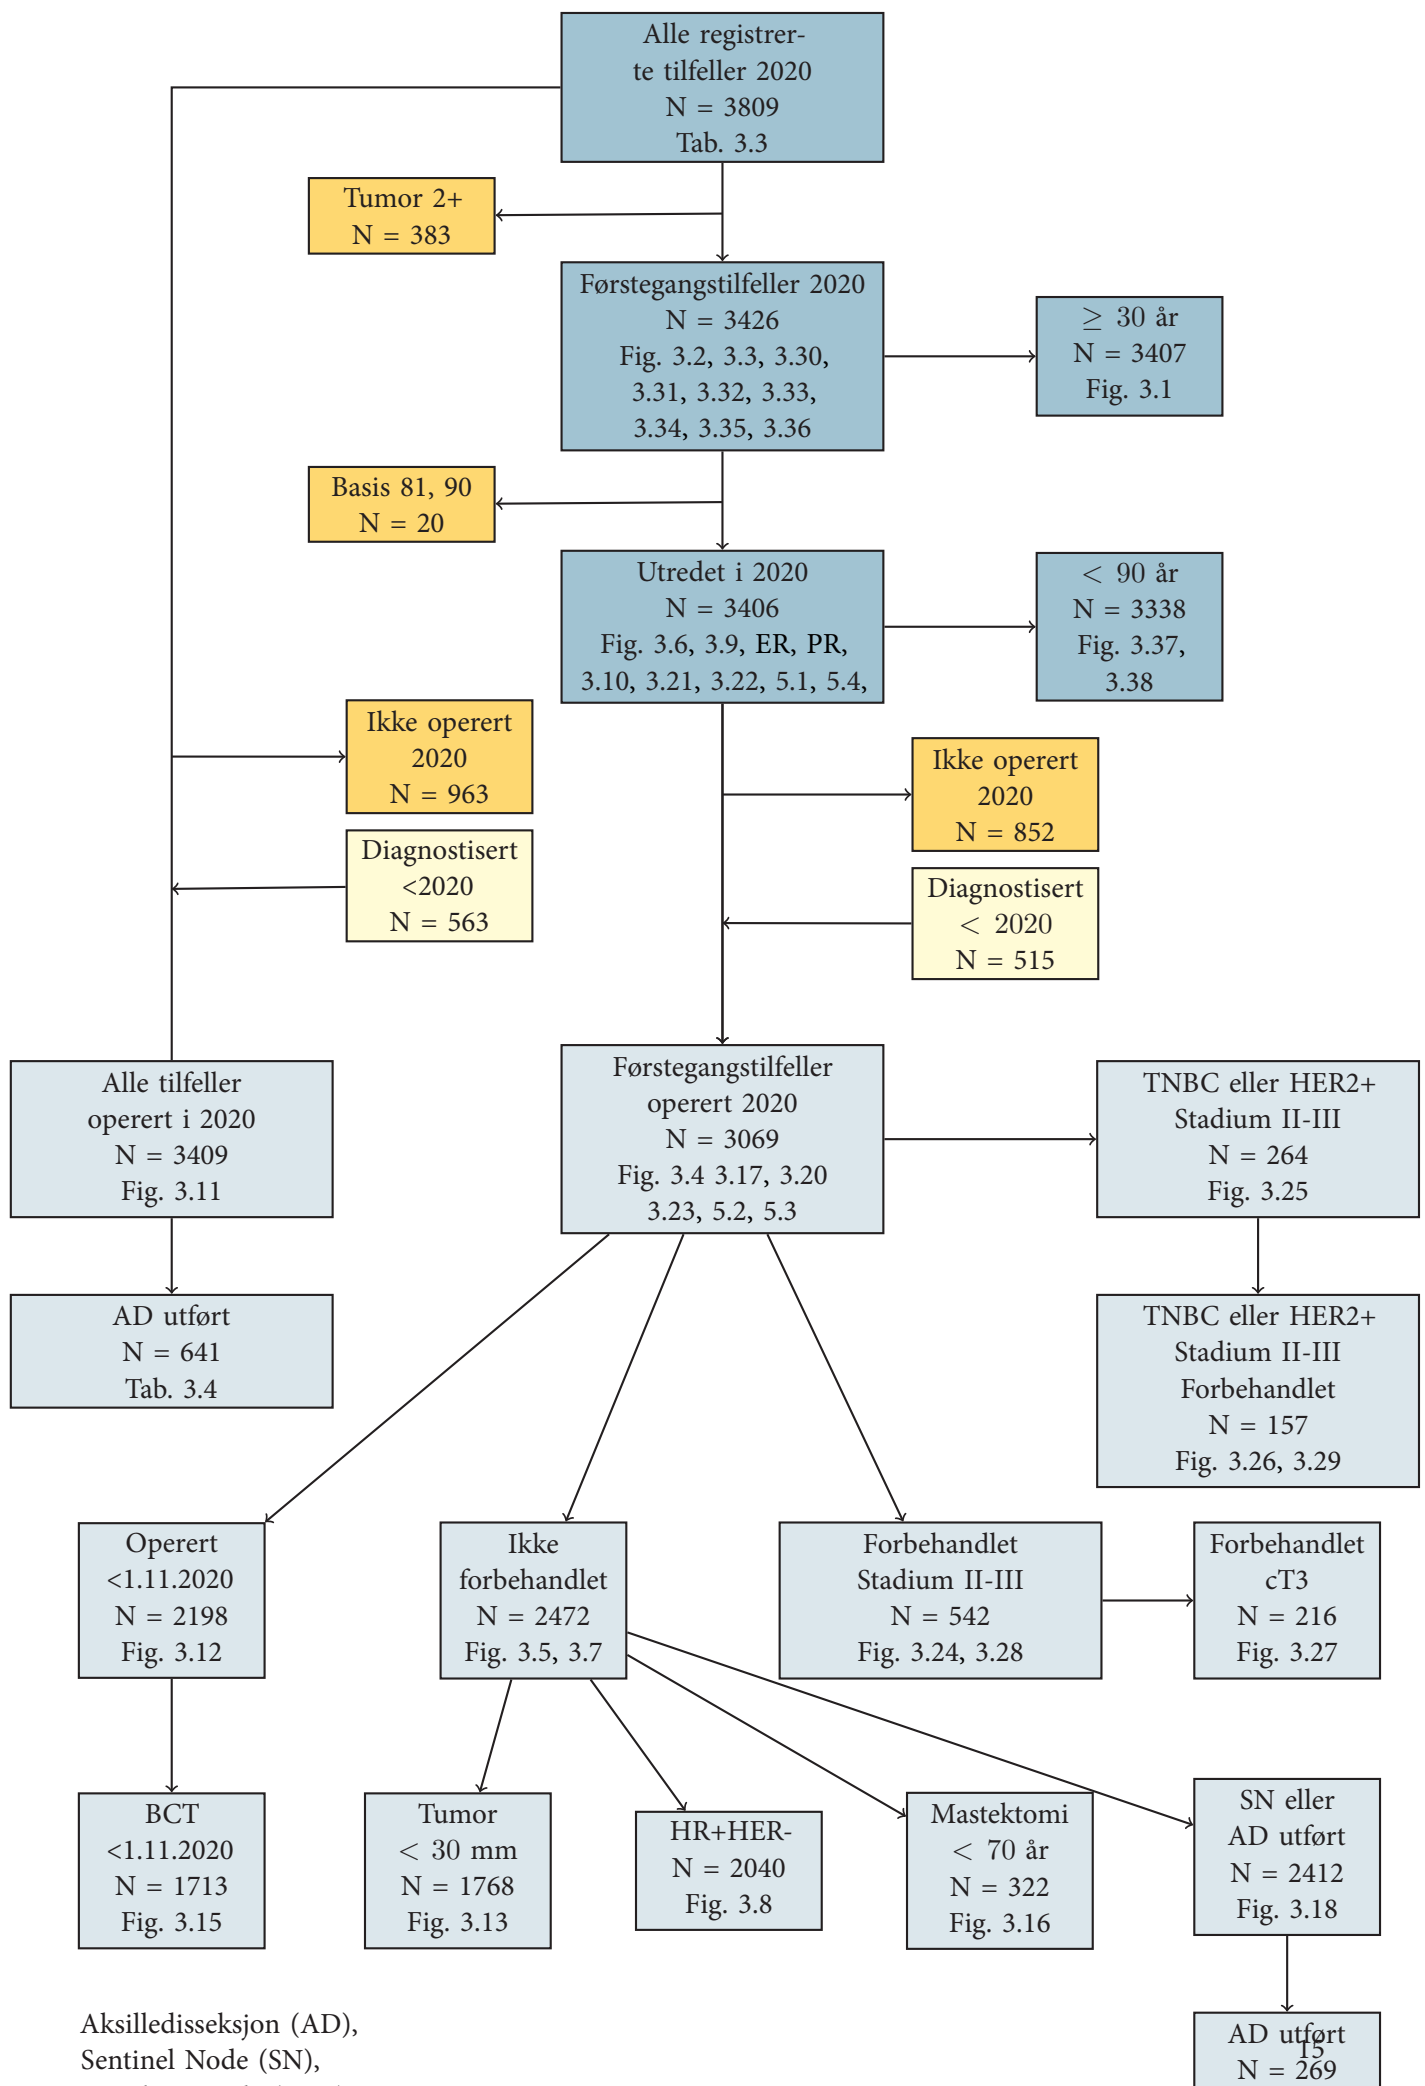 Alle registrer-
te tilfeller 2020
N = 3809
Tab. 3.3
Tumor 2+
N = 383
Førstegangstilfeller 2020
N = 3426
Fig. 3.2, 3.3, 3.30,
3.31, 3.32, 3.33,
3.34, 3.35, 3.36
≥ 30 år
N = 3407
Fig. 3.1
Basis 81, 90
N = 20
Utredet i 2020
N = 3406
Fig. 3.6, 3.9, ER, PR,
3.10, 3.21, 3.22, 5.1, 5.4,
< 90 år
N = 3338
Fig. 3.37,
3.38
Ikke operert
2020
N = 963
Ikke operert
2020
N = 852
Diagnostisert
<2020
N = 563
Diagnostisert
< 2020
N = 515
Alle tilfeller
operert i 2020
N = 3409
Fig. 3.11
Førstegangstilfeller
operert 2020
N = 3069
Fig. 3.4 3.17, 3.20
3.23, 5.2, 5.3
TNBC eller HER2+
Stadium II-III
N = 264
Fig. 3.25
AD utført
N = 641
Tab. 3.4
TNBC eller HER2+
Stadium II-III
Forbehandlet
N = 157
Fig. 3.26, 3.29
Operert
<1.11.2020
N = 2198
Fig. 3.12
Ikke
forbehandlet
N = 2472
Fig. 3.5, 3.7
Forbehandlet
Stadium II-III
N = 542
Fig. 3.24, 3.28
Forbehandlet
cT3
N = 216
Fig. 3.27
BCT
<1.11.2020
N = 1713
Fig. 3.15
Tumor
< 30 mm
N = 1768
Fig. 3.13
HR+HER-
N = 2040
Fig. 3.8
Mastektomi
< 70 år
N = 322
Fig. 3.16
SN eller
AD utført
N = 2412
Fig. 3.18
AD utført
N = 269
15
Aksilledisseksjon (AD),
Sentinel Node (SN),